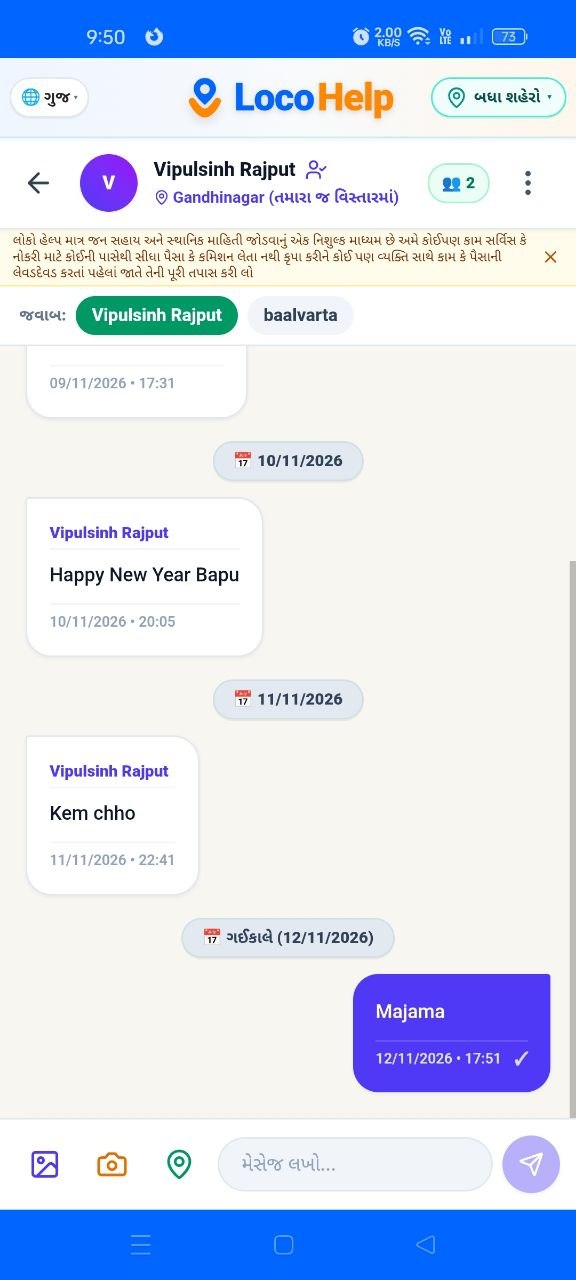 9:50 2.00 KB/S Vo LTE 73
ગુજ LocoHelp બધા શહેરો
V Vipulsinh Rajput 2
Gandhinagar (તમારા જ વિસ્તારમાં)
લોકો હેલ્પ માત્ર જન સહાય અને સ્થાનિક માહિતી જોડવાનું એક નિશુલ્ક માધ્યમ છે અમે કોઈપણ કામ સર્વિસ કે
નોકરી માટે કોઈની પાસેથી સીધા પૈસા કે કમિશન લેતા નથી કૃપા કરીને કોઈ પણ વ્યક્તિ સાથે કામ કે પૈસાની
લેવડદેવડ કરતાં પહેલાં જાતે તેની પૂરી તપાસ કરી લો
જવાબ: Vipulsinh Rajput baalvarta
09/11/2026 • 17:31
10/11/2026
Vipulsinh Rajput
Happy New Year Bapu
10/11/2026 • 20:05
11/11/2026
Vipulsinh Rajput
Kem chho
11/11/2026 • 22:41
ગઈકાલે (12/11/2026)
Majama
12/11/2026 • 17:51 ✓
મેસેજ લખો...